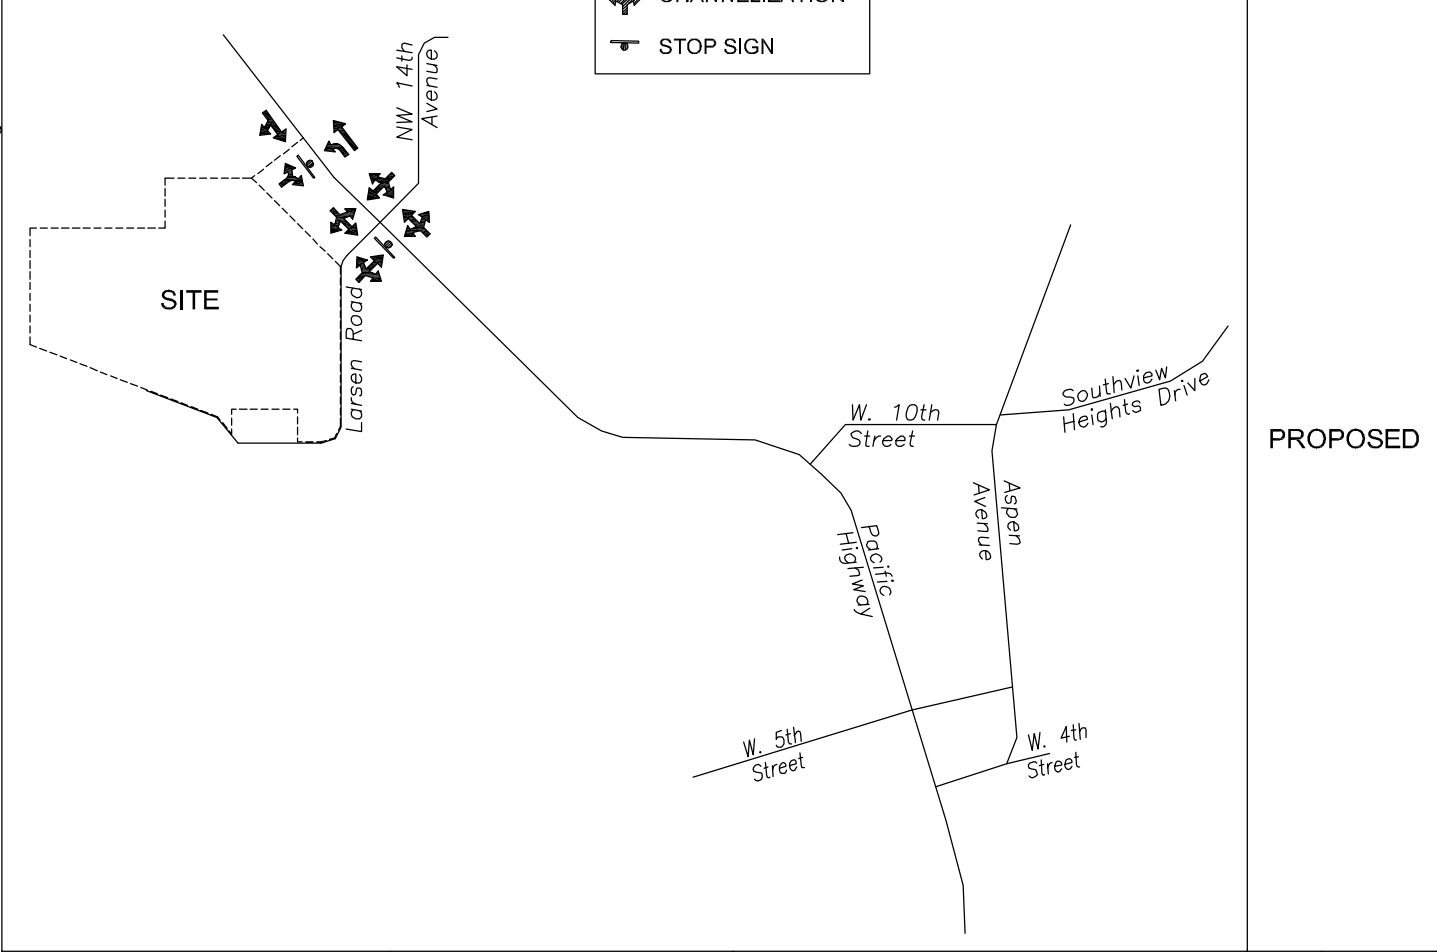 CHANNELIZATION
STOP SIGN
NW 14th
Avenue
SITE
Larsen Road
W. 10th
Street
Southview
Heights Drive
PROPOSED
Aspen
Avenue
Pacific
Highway
W. 5th
Street
W. 4th
Street